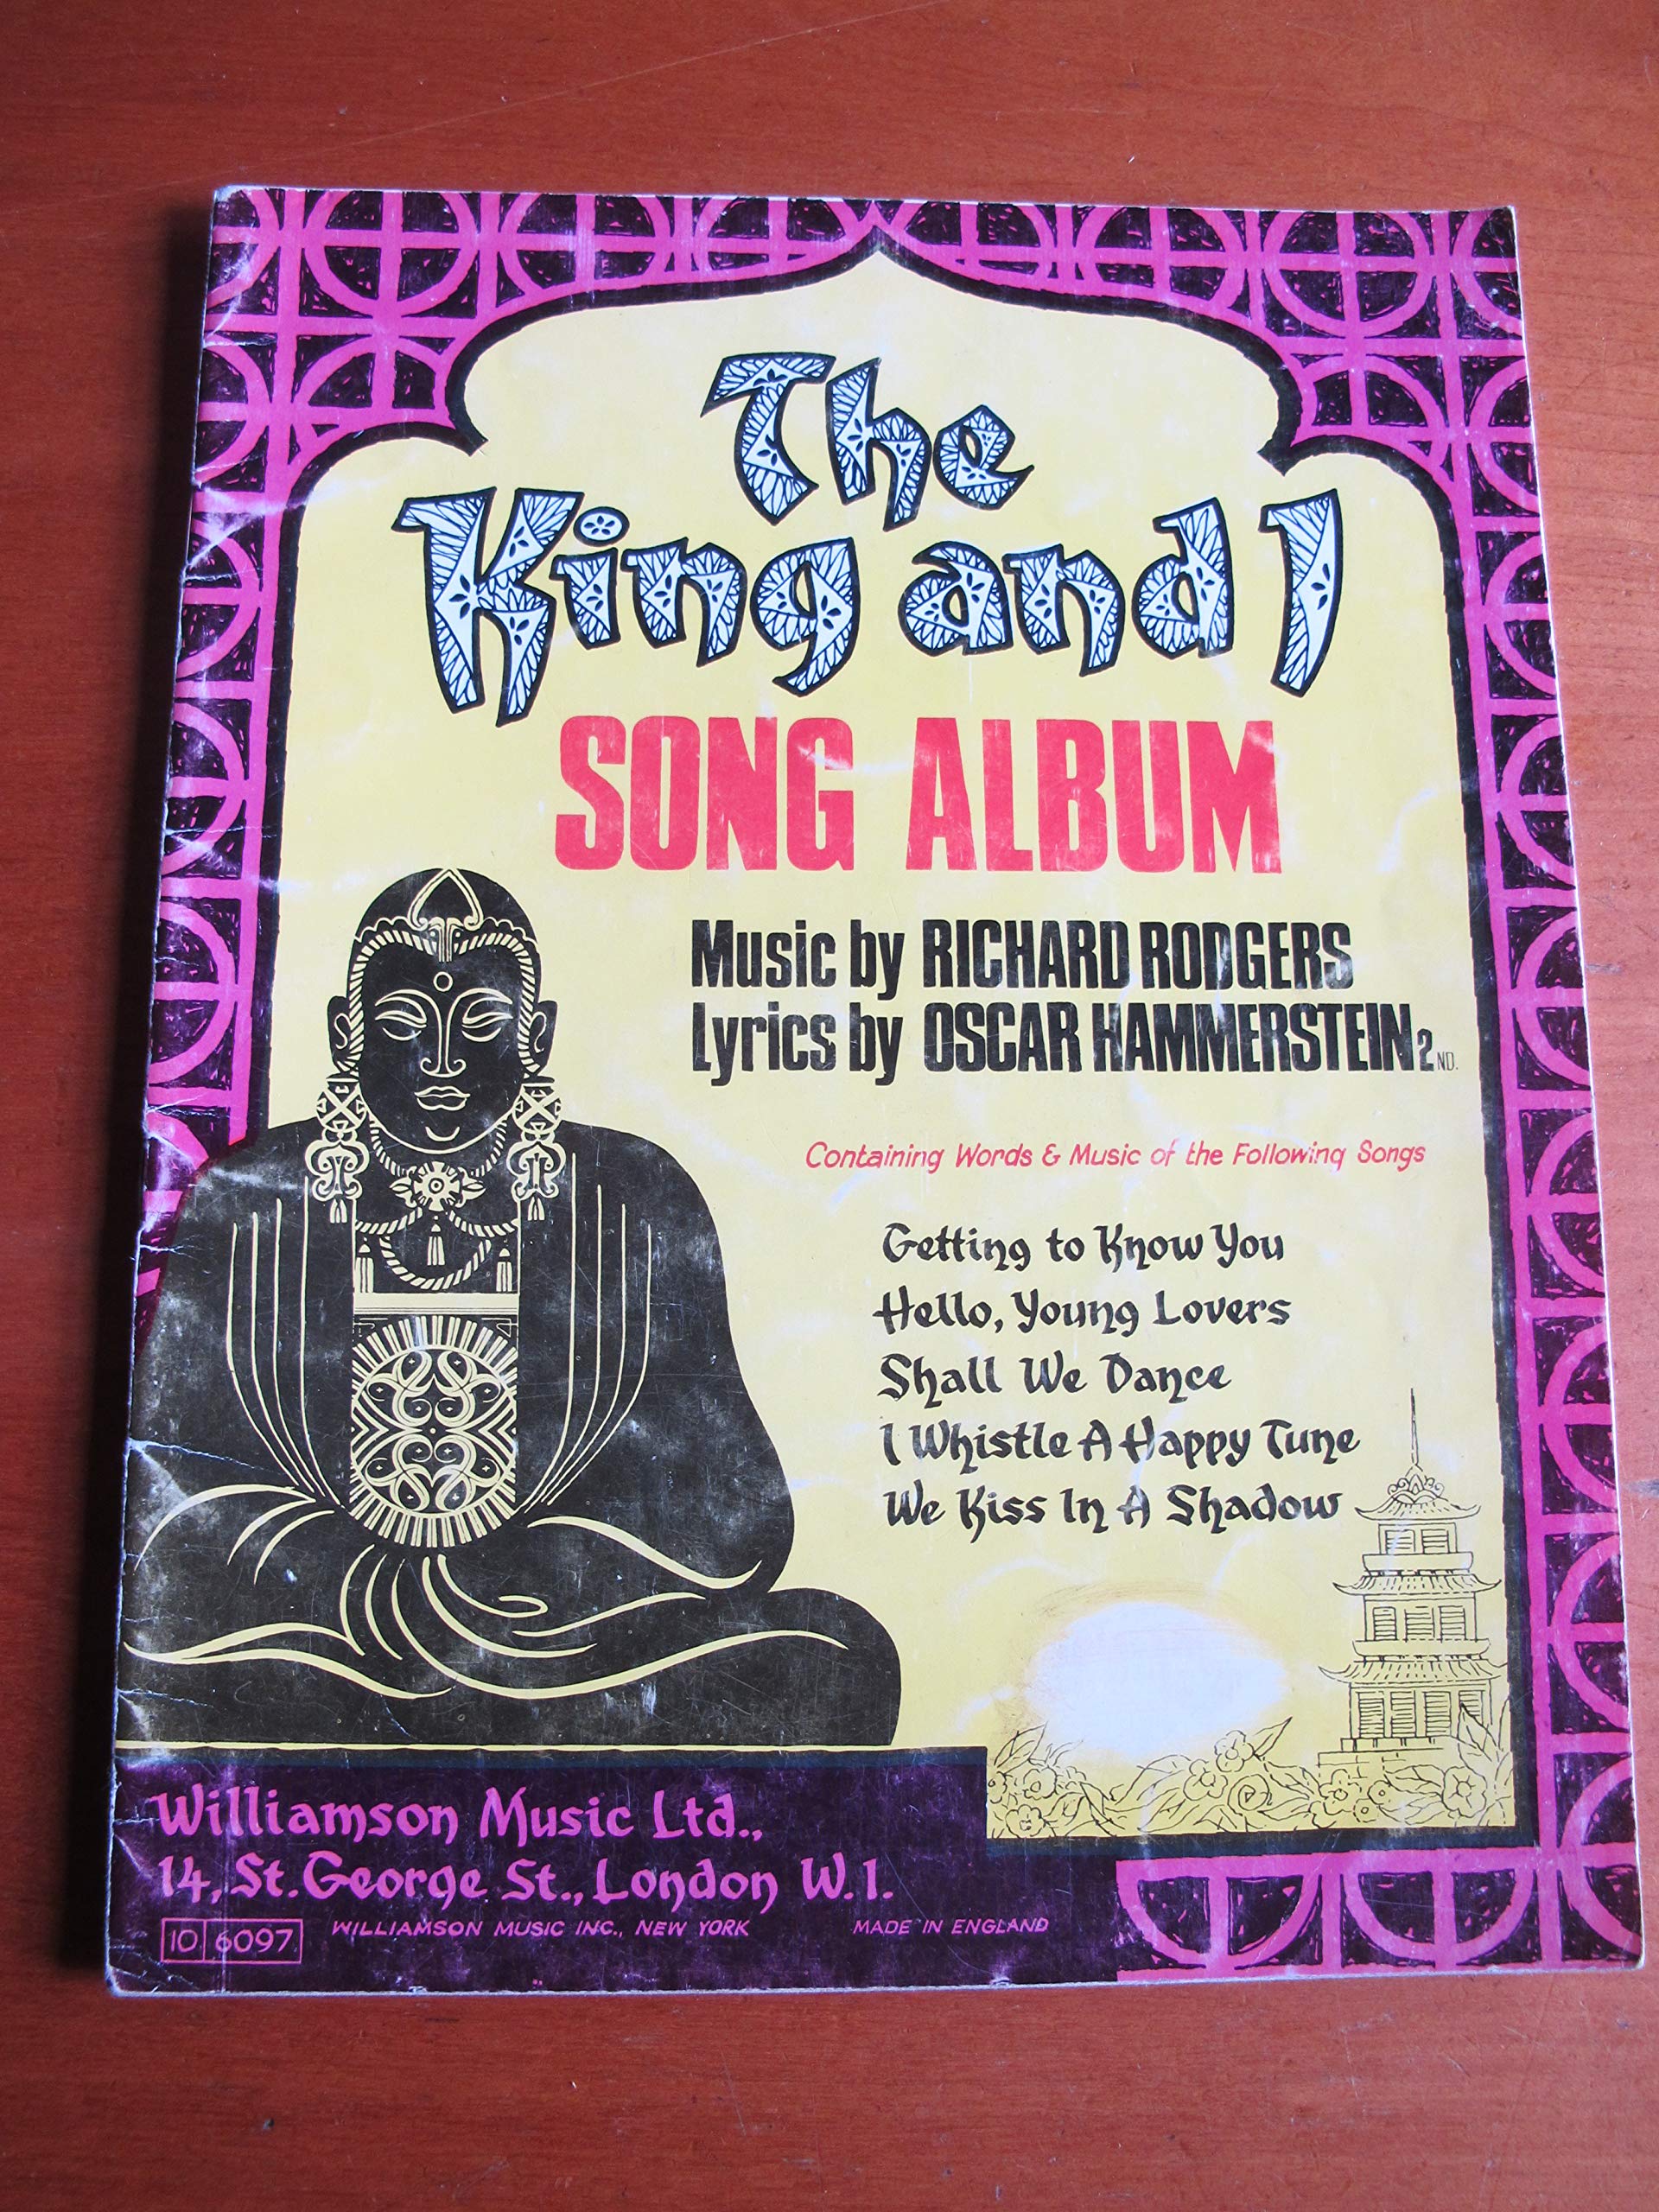 The
King and I
SONG ALBUM
Music by RICHARD RODGERS
Lyrics by OSCAR HAMMERSTEIN 2ND.
Containing Words & Music of the Following Songs
Getting to Know You
Hello, Young Lovers
Shall We Dance
I Whistle A Happy Tune
We Kiss In A Shadow
Williamson Music Ltd.,
14, St. George St., London W.1.
10 6097 WILLIAMSON MUSIC INC., NEW YORK MADE IN ENGLAND